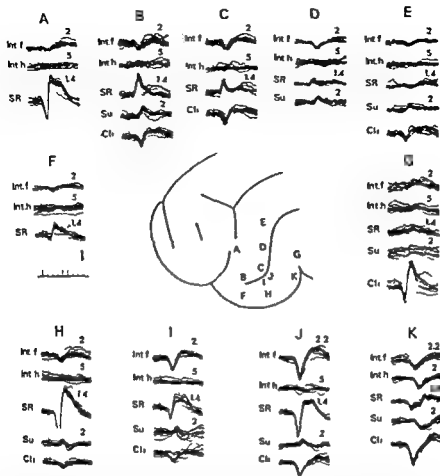 A
Int f 2
Int h 5
SR 1.4
B
Int f 2
Int h 5
SR 1.4
Su 2
Cli
C
Int f 2
Int h 5
SR 1.4
Cli
D
Int f 2
Int h 5
SR 1.4
Su 2
E
Int f 2
Int h 5
SR 1.4
Su 2
Cli
F
Int.f 2
Int h 5
SR 1.4
1
E
D
A
C
G
B J K
I
F H
G
Int f 2
Int h 5
SR 1.4
Su 2
Cli
H
Int f 2
Int h 5
SR 1.4
Su 2
Cli
I
Int f 2
Int h 5
SR 1.4
Su 2
Cli
J
Int f 2.2
Int h 5
SR 1.4
Su 2
Cli
K
Int f 2.2
Int h
SR
Su 2
Cli